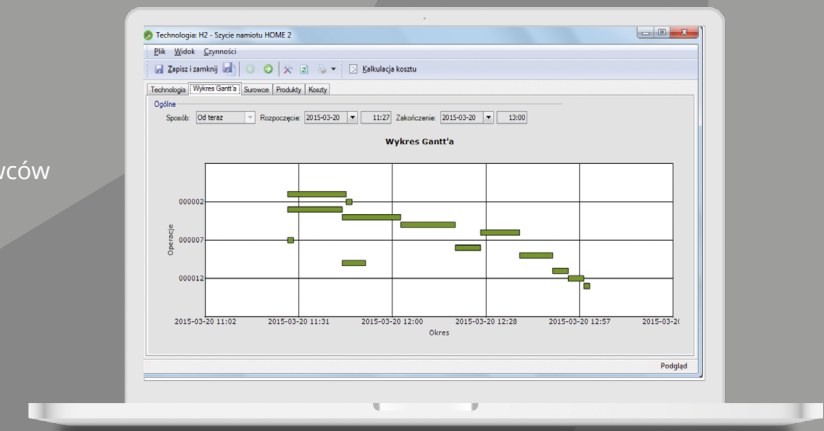 wców
Technologia: H2 - Szycie namiotu HOME 2
Plik Widok Czynności
Zapisz i zamknij Kalkulacja kosztu
Technologia Wykres Gantt'a Surowce Produkty Koszty
Ogólne
Sposób: Od teraz Rozpoczęcie: 2015-03-20 11:27 Zakończenie: 2015-03-20 13:00
Wykres Gantt'a
000002
000007
000012
Operacje
2015-03-20 11:02 2015-03-20 11:31 2015-03-20 12:00 2015-03-20 12:28 2015-03-20 12:57 2015-03-2
Okres
Podgląd